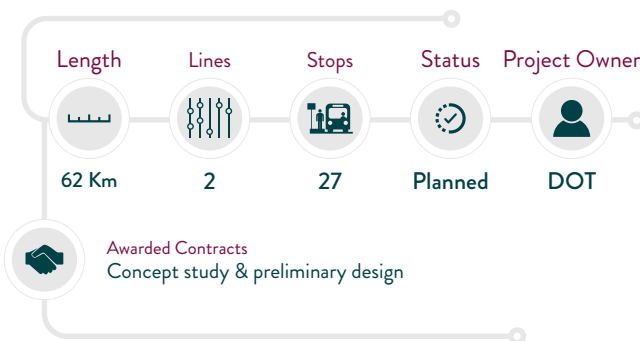 Length Lines Stops Status Project Owner
62 Km 2 27 Planned DOT
Awarded Contracts
Concept study & preliminary design